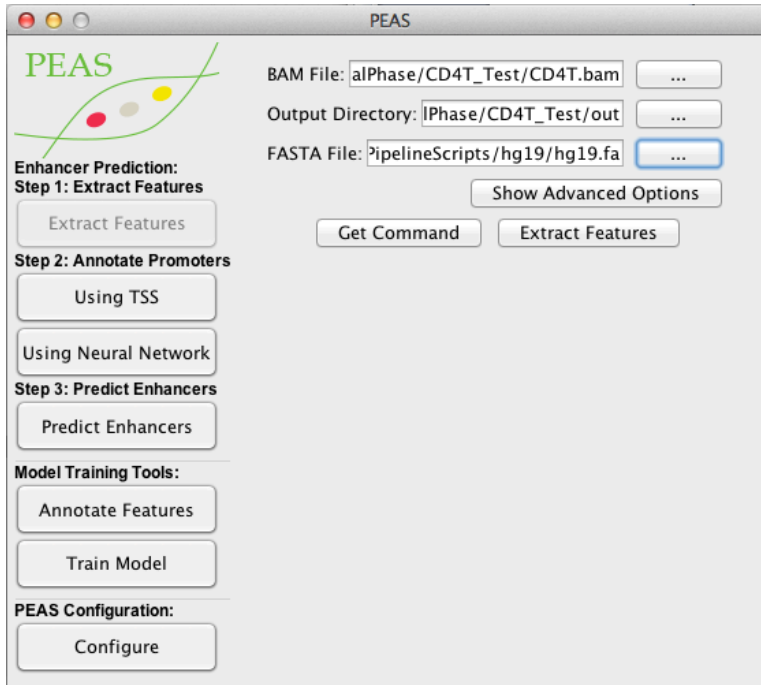 PEAS
PEAS
Enhancer Prediction:
Step 1: Extract Features
Extract Features
Step 2: Annotate Promoters
Using TSS
Using Neural Network
Step 3: Predict Enhancers
Predict Enhancers
Model Training Tools:
Annotate Features
Train Model
PEAS Configuration:
Configure
BAM File: alPhase/CD4T_Test/CD4T.bam ...
Output Directory: lPhase/CD4T_Test/out ...
FASTA File: PipelineScripts/hg19/hg19.fa ...
Show Advanced Options
Get Command Extract Features